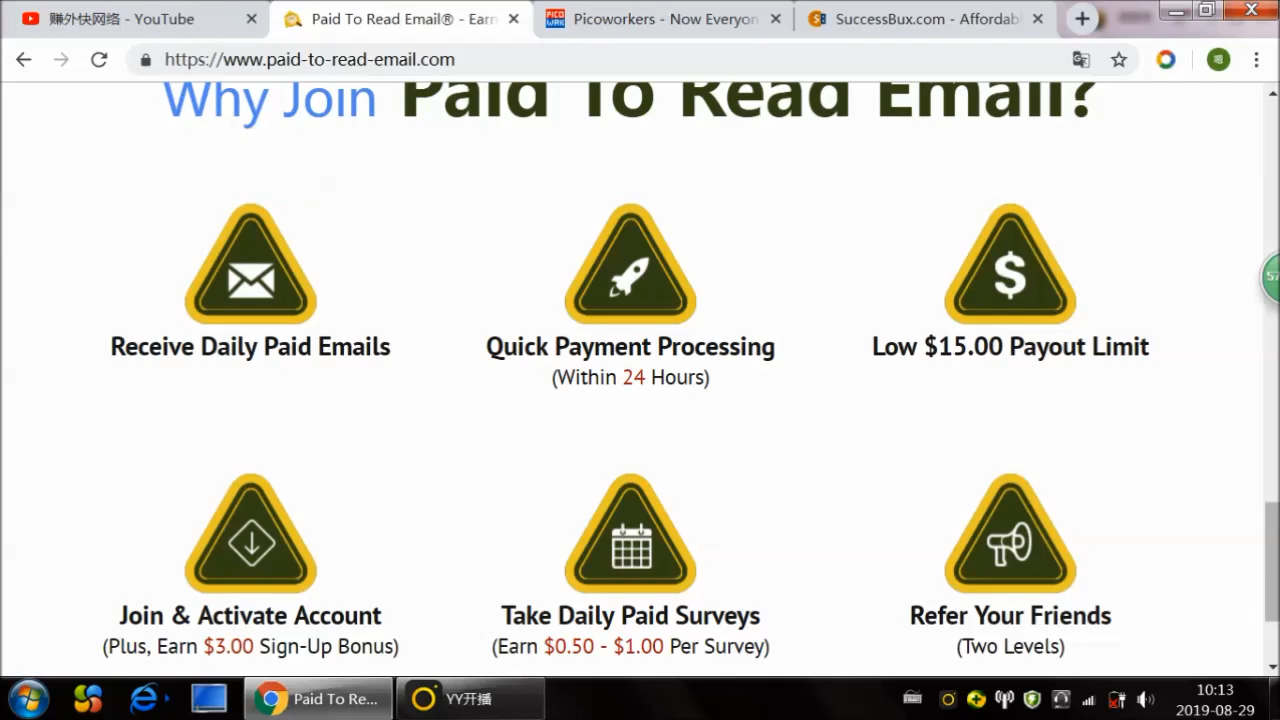 赚外快网络 - YouTube
Paid To Read Email® - Earn
Picoworkers - Now Everyon
SuccessBux.com - Affordabl
https://www.paid-to-read-email.com
Why Join Paid To Read Email?
Receive Daily Paid Emails
Quick Payment Processing
(Within 24 Hours)
Low $15.00 Payout Limit
57
Join & Activate Account
(Plus, Earn $3.00 Sign-Up Bonus)
Take Daily Paid Surveys
(Earn $0.50 - $1.00 Per Survey)
Refer Your Friends
(Two Levels)
Paid To Re...
YY开播
10:13
2019-08-29